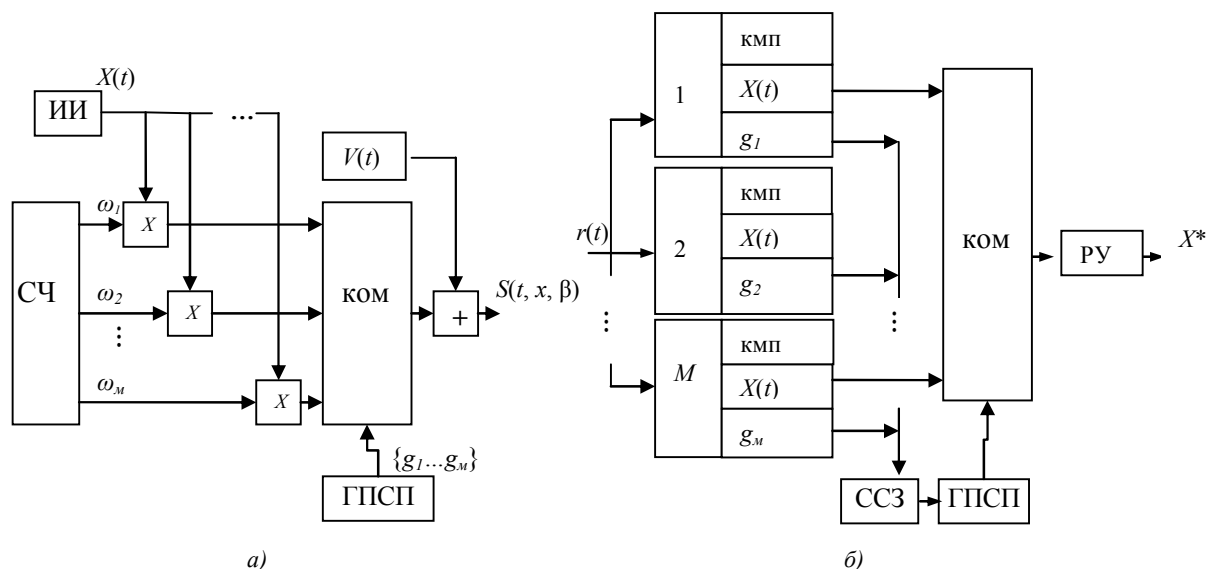 X(t)
ИИ
...
V(t)
СЧ
ω1
X
ω2
X
⋮
ωм
X
ком
+
S(t, x, β)
{g1...gм}
ГПСП
а)
r(t)
⋮
1
кмп
X(t)
g1
2
кмп
X(t)
g2
⋮
M
кмп
X(t)
gм
ком
РУ
X*
ССЗ
ГПСП
б)